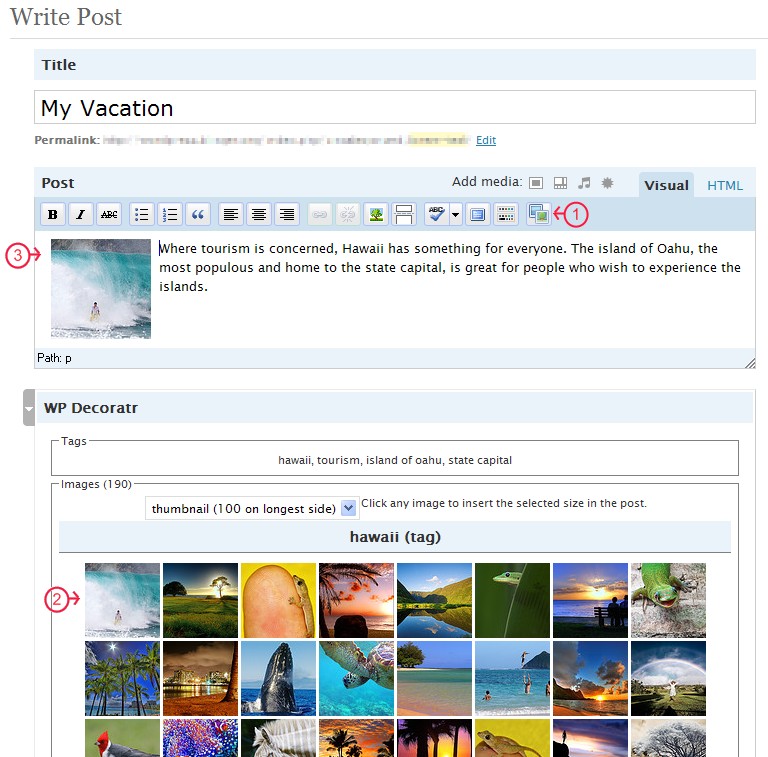 Write Post
Title
My Vacation
Permalink: Edit
Post
Add media:
Visual
HTML
B I ABC
ABC
1
3
Where tourism is concerned, Hawaii has something for everyone. The island of Oahu, the
most populous and home to the state capital, is great for people who wish to experience the
islands.
Path: p
WP Decoratr
Tags
hawaii, tourism, island of oahu, state capital
Images (190)
thumbnail (100 on longest side) Click any image to insert the selected size in the post.
hawaii (tag)
2